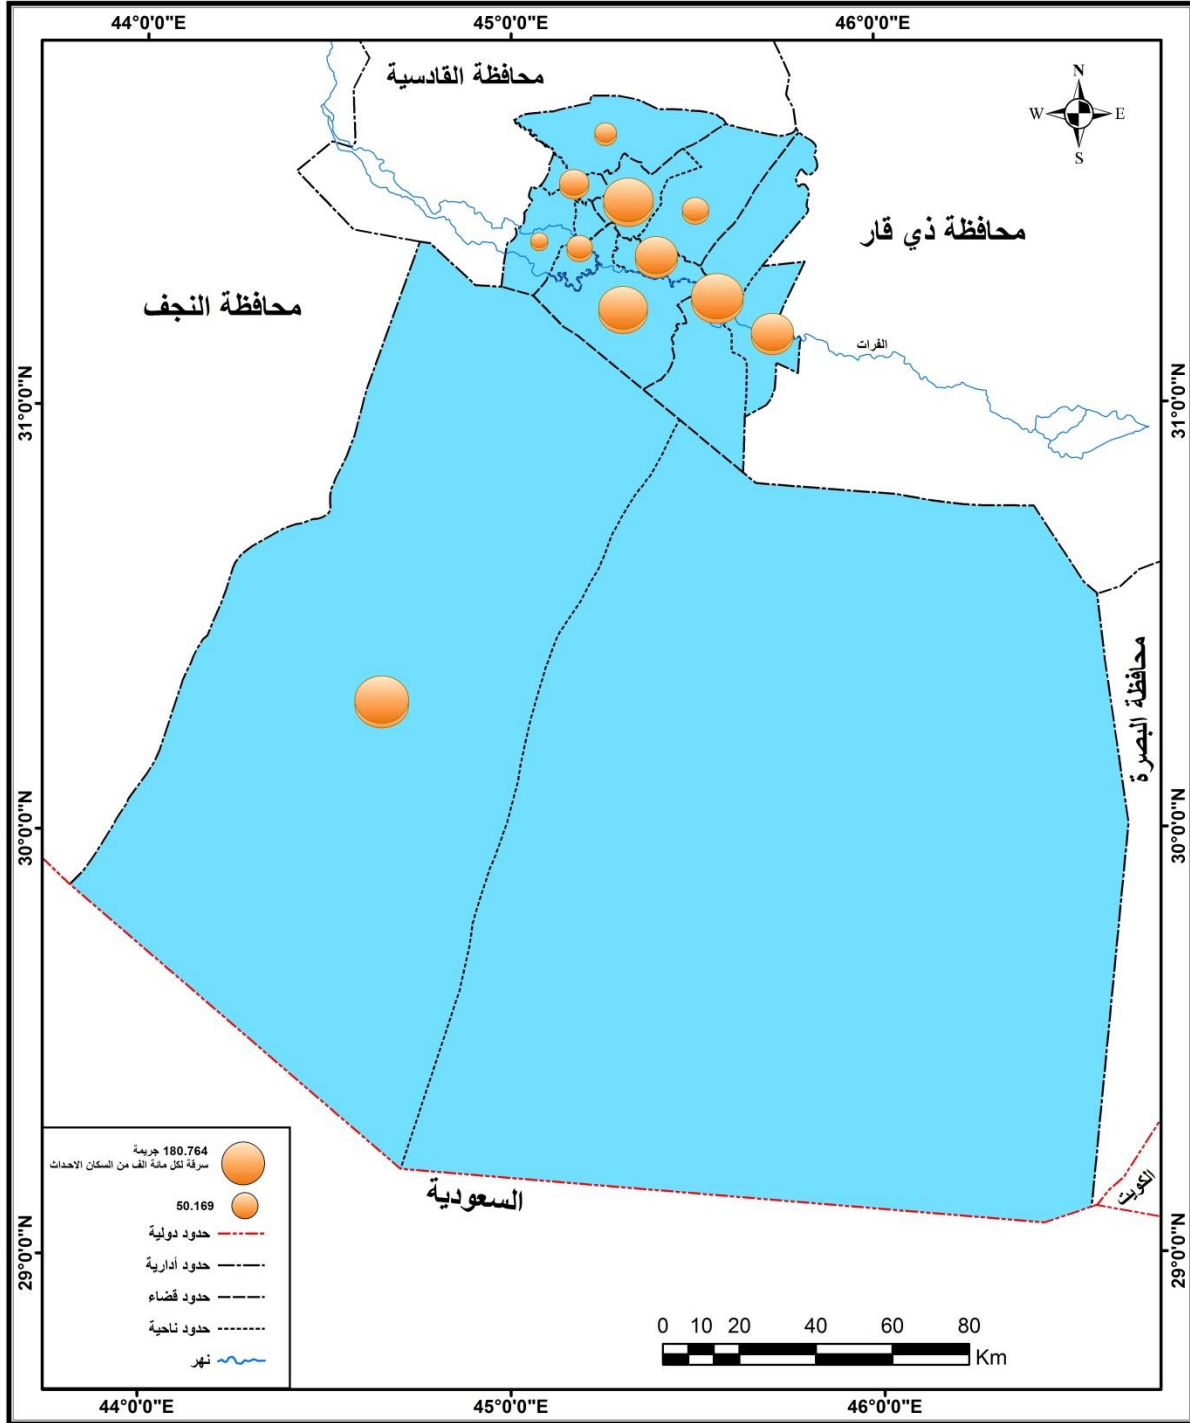 44°0'0"E
45°0'0"E
46°0'0"E
محافظة القادسية
N
W
E
S
محافظة ذي قار
محافظة النجف
الفرات
31°0'0"N
31°0'0"N
محافظة البصرة
30°0'0"N
30°0'0"N
السعودية
الكويت
29°0'0"N
29°0'0"N
180.764 جريمة
سرقة لكل مائة الف من السكان الاحداث
50.169
حدود دولية
حدود أدارية
حدود قضاء
حدود ناحية
نهر
0 10 20 40 60 80
Km
44°0'0"E
45°0'0"E
46°0'0"E